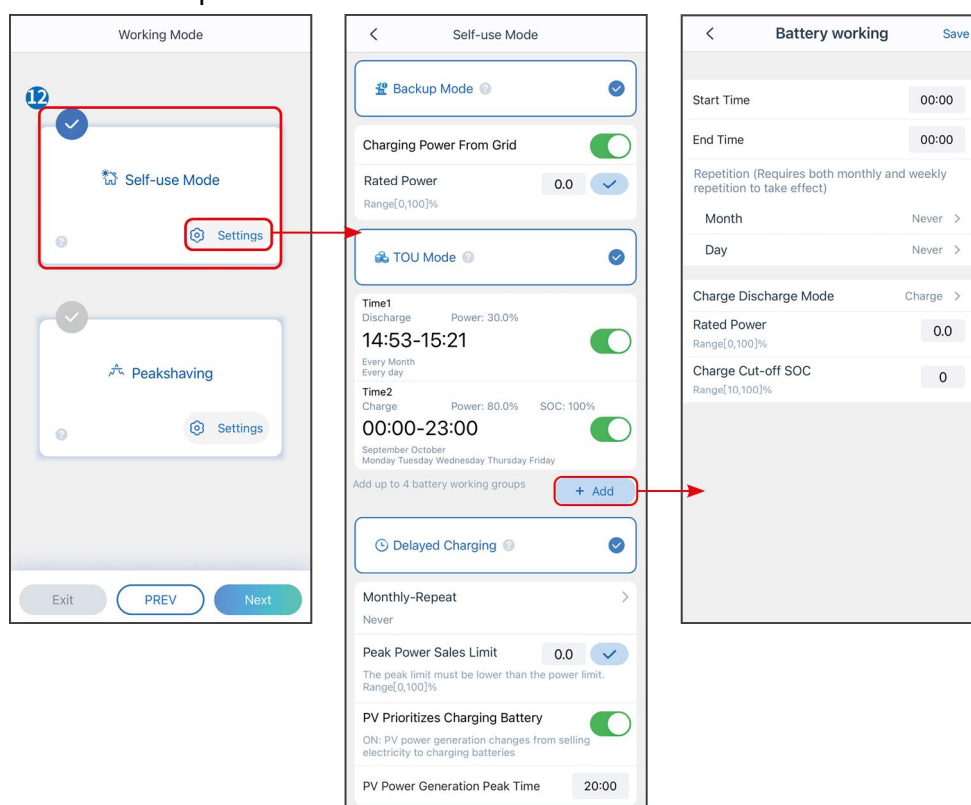 Working Mode
12
Self-use Mode
Settings
Peakshaving
Settings
Exit
PREV
Next
Self-use Mode
Backup Mode
Charging Power From Grid
Rated Power
0.0
Range[0,100]%
TOU Mode
Time1
Discharge Power: 30.0%
14:53-15:21
Every Month
Every day
Time2
Charge Power: 80.0% SOC: 100%
00:00-23:00
September October
Monday Tuesday Wednesday Thursday Friday
Add up to 4 battery working groups
+ Add
Delayed Charging
Monthly-Repeat
Never
Peak Power Sales Limit 0.0
The peak limit must be lower than the power limit.
Range[0,100]%
PV Prioritizes Charging Battery
ON: PV power generation changes from selling
electricity to charging batteries
PV Power Generation Peak Time 20:00
Battery working Save
Start Time 00:00
End Time 00:00
Repetition (Requires both monthly and weekly
repetition to take effect)
Month Never >
Day Never >
Charge Discharge Mode Charge >
Rated Power
0.0
Range[0,100]%
Charge Cut-off SOC
0
Range[10,100]%